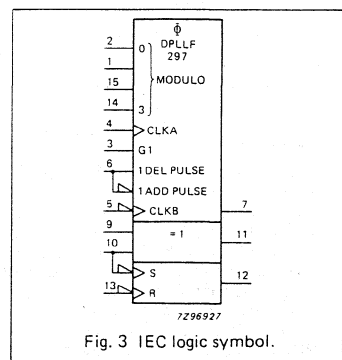 Φ
DPLLF
297
2 0
1 MODULO
15
14 3
4 CLKA
3 G1
6 1 DEL PULSE
1 ADD PULSE
5 CLKB 7
9 = 1 11
10
S 12
13 R
7Z96927
Fig. 3 IEC logic symbol.